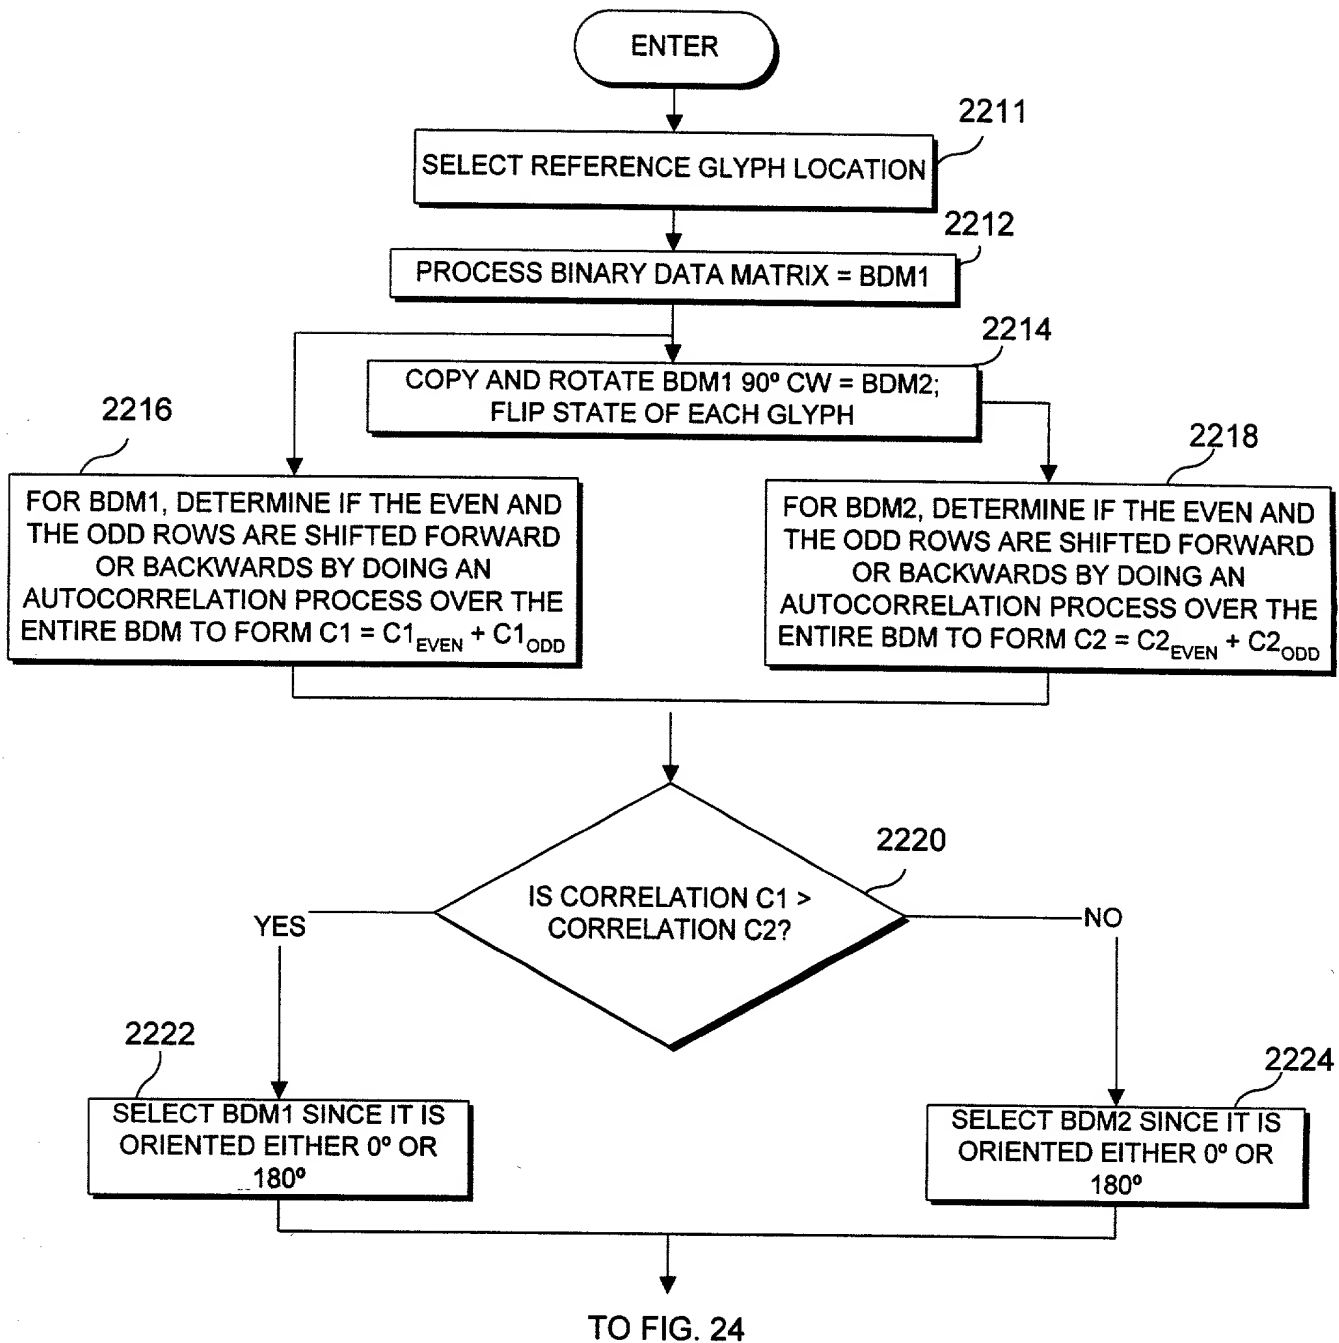 ENTER
2211
SELECT REFERENCE GLYPH LOCATION
2212
PROCESS BINARY DATA MATRIX = BDM1
2214
COPY AND ROTATE BDM1 90º CW = BDM2;
FLIP STATE OF EACH GLYPH
2216
FOR BDM1, DETERMINE IF THE EVEN AND
THE ODD ROWS ARE SHIFTED FORWARD
OR BACKWARDS BY DOING AN
AUTOCORRELATION PROCESS OVER THE
ENTIRE BDM TO FORM C1 = C1EVEN + C1ODD
2218
FOR BDM2, DETERMINE IF THE EVEN AND
THE ODD ROWS ARE SHIFTED FORWARD
OR BACKWARDS BY DOING AN
AUTOCORRELATION PROCESS OVER THE
ENTIRE BDM TO FORM C2 = C2EVEN + C2ODD
2220
IS CORRELATION C1 >
CORRELATION C2?
YES
NO
2222
SELECT BDM1 SINCE IT IS
ORIENTED EITHER 0º OR
180º
2224
SELECT BDM2 SINCE IT IS
ORIENTED EITHER 0º OR
180º
TO FIG. 24